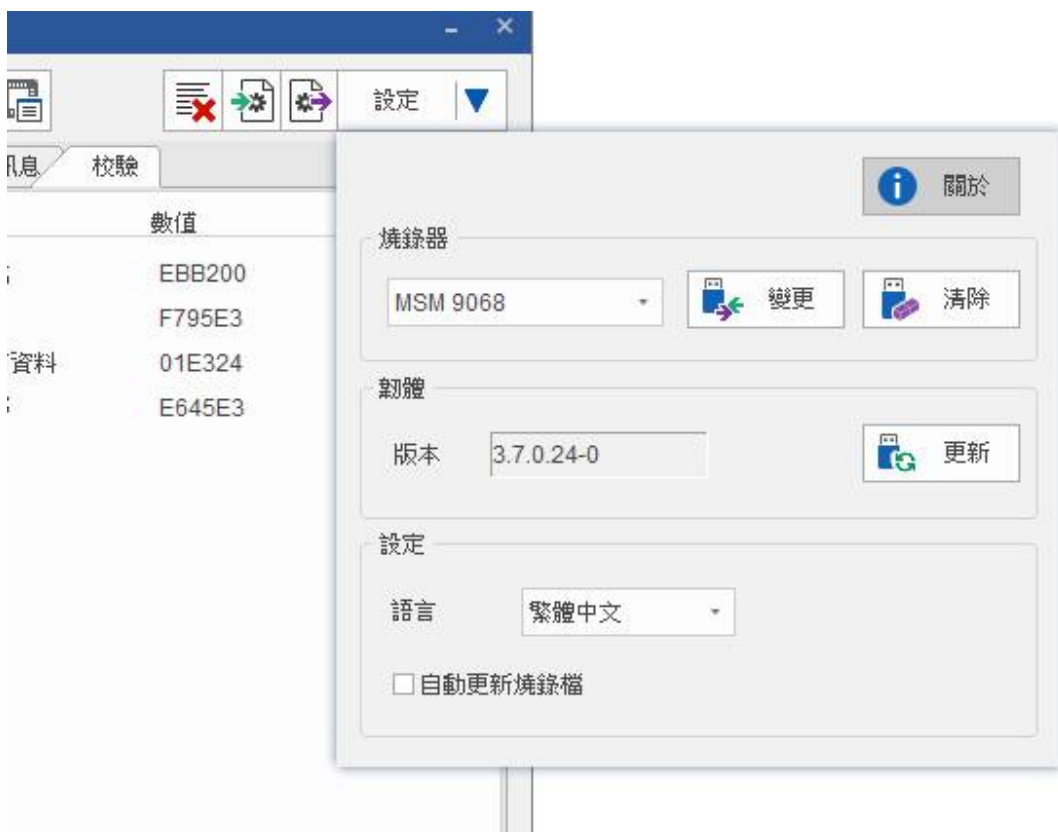 設定
訊息
校驗
關於
數值
燒錄器
EBB200
MSM 9068
變更
清除
F795E3
資料
01E324
韌體
E645E3
版本
3.7.0.24-0
更新
設定
語言
繁體中文
自動更新燒錄檔